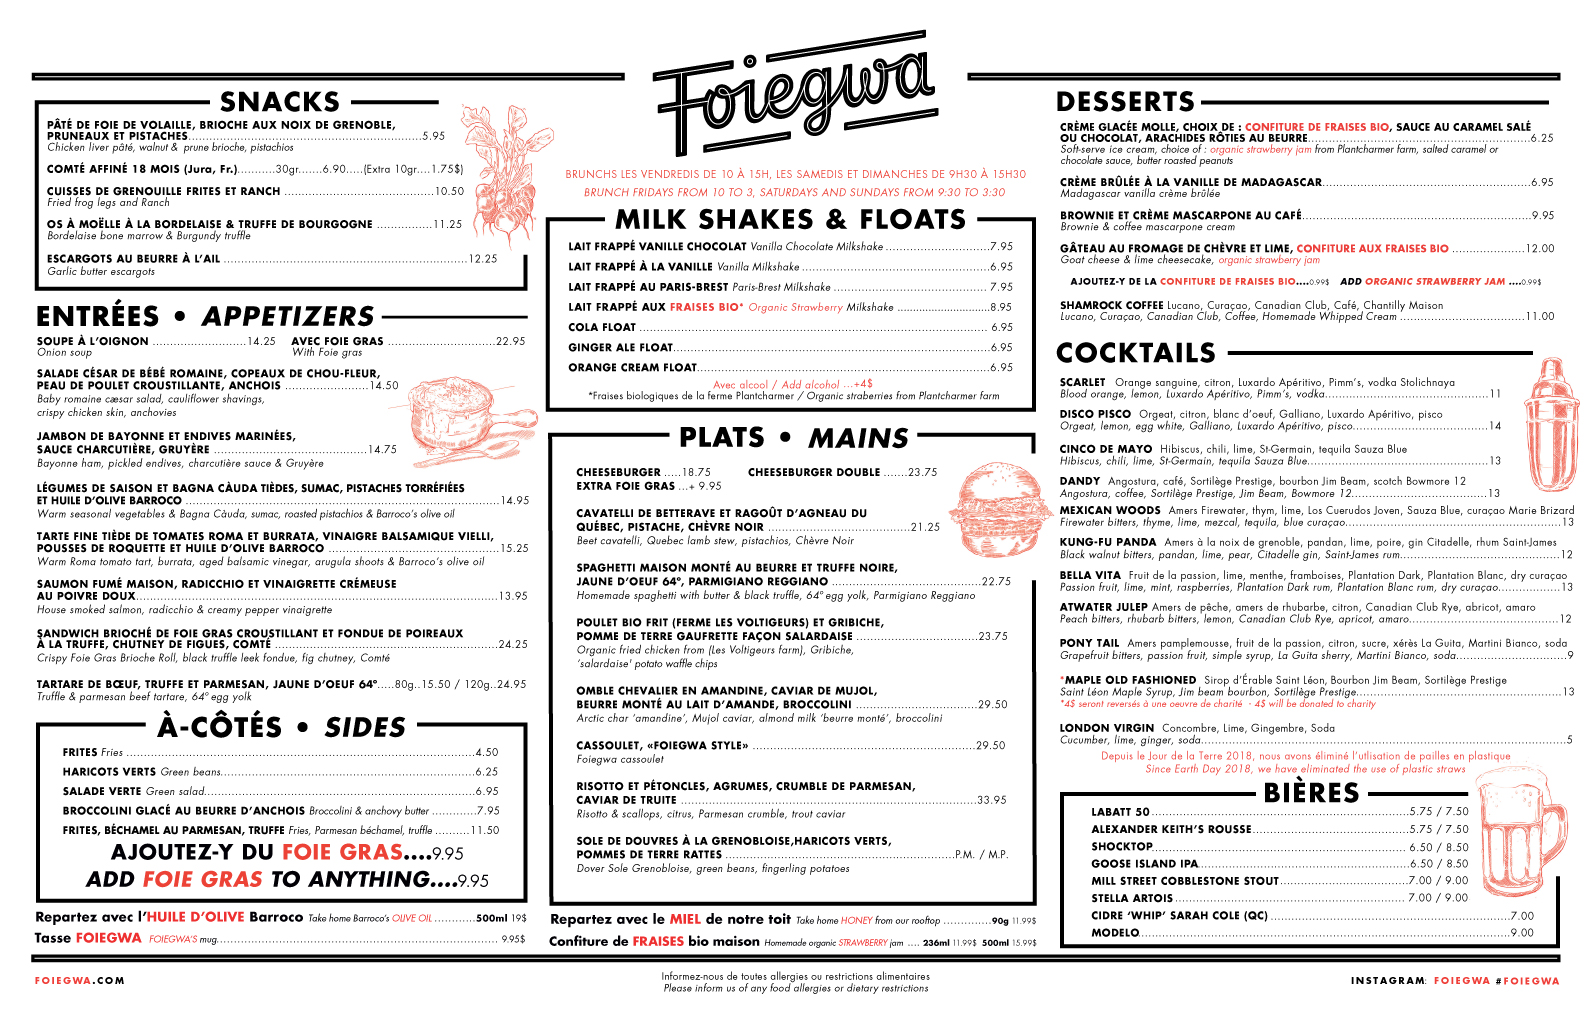 Foiegwa
SNACKS
PÂTÉ DE FOIE DE VOLAILLE, BRIOCHE AUX NOIX DE GRENOBLE,
PRUNEAUX ET PISTACHES...5.95
Chicken liver pâté, walnut & prune brioche, pistachios
COMTÉ AFFINÉ 18 MOIS (Jura, Fr.)...30gr...6.90...(Extra 10gr...1.75$)
CUISSES DE GRENOUILLE FRITES ET RANCH ...10.50
Fried frog legs and Ranch
OS À MOËLLE À LA BORDELAISE & TRUFFE DE BOURGOGNE ...11.25
Bordelaise bone marrow & Burgundy truffle
ESCARGOTS AU BEURRE À L'AIL ...12.25
Garlic butter escargots
ENTRÉES • APPETIZERS
SOUPE À L'OIGNON ...14.25 AVEC FOIE GRAS ...22.95
Onion soup With Foie gras
SALADE CÉSAR DE BÉBÉ ROMAINE, COPEAUX DE CHOU-FLEUR,
PEAU DE POULET CROUSTILLANTE, ANCHOIS ...14.50
Baby romaine cæsar salad, cauliflower shavings,
crispy chicken skin, anchovies
JAMBON DE BAYONNE ET ENDIVES MARINÉES,
SAUCE CHARCUTIÈRE, GRUYÈRE ...14.75
Bayonne ham, pickled endives, charcutière sauce & Gruyère
LÉGUMES DE SAISON ET BAGNA CÀUDA TIÈDES, SUMAC, PISTACHES TORRÉFIÉES
ET HUILE D'OLIVE BARROCO ...14.95
Warm seasonal vegetables & Bagna Càuda, sumac, roasted pistachios & Barroco's olive oil
TARTE FINE TIÈDE DE TOMATES ROMA ET BURRATA, VINAIGRE BALSAMIQUE VIELLI,
POUSSES DE ROQUETTE ET HUILE D'OLIVE BARROCO ...15.25
Warm Roma tomato tart, burrata, aged balsamic vinegar, arugula shoots & Barroco's olive oil
SAUMON FUMÉ MAISON, RADICCHIO ET VINAIGRETTE CRÉMEUSE
AU POIVRE DOUX...13.95
House smoked salmon, radicchio & creamy pepper vinaigrette
SANDWICH BRIOCHÉ DE FOIE GRAS CROUSTILLANT ET FONDUE DE POIREAUX
À LA TRUFFE, CHUTNEY DE FIGUES, COMTÉ ...24.25
Crispy Foie Gras Brioche Roll, black truffle leek fondue, fig chutney, Comté
TARTARE DE BŒUF, TRUFFE ET PARMESAN, JAUNE D'OEUF 64º.....80g..15.50 / 120g..24.95
Truffle & parmesan beef tartare, 64º egg yolk
À-CÔTÉS • SIDES
FRITES Fries ...4.50
HARICOTS VERTS Green beans...6.25
SALADE VERTE Green salad...6.95
BROCCOLINI GLACÉ AU BEURRE D'ANCHOIS Broccolini & anchovy butter ...7.95
FRITES, BÉCHAMEL AU PARMESAN, TRUFFE Fries, Parmesan béchamel, truffle ...11.50
AJOUTEZ-Y DU FOIE GRAS....9.95
ADD FOIE GRAS TO ANYTHING....9.95
Repartez avec l'HUILE D'OLIVE Barroco Take home Barroco's OLIVE OIL ...500ml 19$
Tasse FOIEGWA FOIEGWA'S mug... 9.95$
BRUNCHS LES VENDREDIS DE 10 À 15H, LES SAMEDIS ET DIMANCHES DE 9H30 À 15H30
BRUNCH FRIDAYS FROM 10 TO 3, SATURDAYS AND SUNDAYS FROM 9:30 TO 3:30
MILK SHAKES & FLOATS
LAIT FRAPPÉ VANILLE CHOCOLAT Vanilla Chocolate Milkshake ...7.95
LAIT FRAPPÉ À LA VANILLE Vanilla Milkshake ...6.95
LAIT FRAPPÉ AU PARIS-BREST Paris-Brest Milkshake ... 7.95
LAIT FRAPPÉ AUX FRAISES BIO* Organic Strawberry Milkshake ...8.95
COLA FLOAT ... 6.95
GINGER ALE FLOAT...6.95
ORANGE CREAM FLOAT...6.95
Avec alcool / Add alcohol ...+4$
*Fraises biologiques de la ferme Plantcharmer / Organic straberries from Plantcharmer farm
PLATS • MAINS
CHEESEBURGER .....18.75 CHEESEBURGER DOUBLE .......23.75
EXTRA FOIE GRAS ...+ 9.95
CAVATELLI DE BETTERAVE ET RAGOÛT D'AGNEAU DU
QUÉBEC, PISTACHE, CHÈVRE NOIR ...21.25
Beet cavatelli, Quebec lamb stew, pistachios, Chèvre Noir
SPAGHETTI MAISON MONTÉ AU BEURRE ET TRUFFE NOIRE,
JAUNE D'OEUF 64º, PARMIGIANO REGGIANO ...22.75
Homemade spaghetti with butter & black truffle, 64º egg yolk, Parmigiano Reggiano
POULET BIO FRIT (FERME LES VOLTIGEURS) ET GRIBICHE,
POMME DE TERRE GAUFRETTE FAÇON SALARDAISE ...23.75
Organic fried chicken from (Les Voltigeurs farm), Gribiche,
'salardaise' potato waffle chips
OMBLE CHEVALIER EN AMANDINE, CAVIAR DE MUJOL,
BEURRE MONTÉ AU LAIT D'AMANDE, BROCCOLINI ...29.50
Arctic char 'amandine', Mujol caviar, almond milk 'beurre monté', broccolini
CASSOULET, «FOIEGWA STYLE» ...29.50
Foiegwa cassoulet
RISOTTO ET PÉTONCLES, AGRUMES, CRUMBLE DE PARMESAN,
CAVIAR DE TRUITE ...33.95
Risotto & scallops, citrus, Parmesan crumble, trout caviar
SOLE DE DOUVRES À LA GRENOBLOISE,HARICOTS VERTS,
POMMES DE TERRE RATTES ...P.M. / M.P.
Dover Sole Grenobloise, green beans, fingerling potatoes
Repartez avec le MIEL de notre toit Take home HONEY from our rooftop ...90g 11.99$
Confiture de FRAISES bio maison Homemade organic STRAWBERRY jam .... 236ml 11.99$ 500ml 15.99$
DESSERTS
CRÈME GLACÉE MOLLE, CHOIX DE : CONFITURE DE FRAISES BIO, SAUCE AU CARAMEL SALÉ
OU CHOCOLAT, ARACHIDES RÔTIES AU BEURRE...6.25
Soft-serve ice cream, choice of : organic strawberry jam from Plantcharmer farm, salted caramel or
chocolate sauce, butter roasted peanuts
CRÈME BRÛLÉE À LA VANILLE DE MADAGASCAR...6.95
Madagascar vanilla crème brûlée
BROWNIE ET CRÈME MASCARPONE AU CAFÉ...9.95
Brownie & coffee mascarpone cream
GÂTEAU AU FROMAGE DE CHÈVRE ET LIME, CONFITURE AUX FRAISES BIO ...12.00
Goat cheese & lime cheesecake, organic strawberry jam
AJOUTEZ-Y DE LA CONFITURE DE FRAISES BIO....0.99$ ADD ORGANIC STRAWBERRY JAM ....0.99$
SHAMROCK COFFEE Lucano, Curaçao, Canadian Club, Café, Chantilly Maison
Lucano, Curaçao, Canadian Club, Coffee, Homemade Whipped Cream ...11.00
COCKTAILS
SCARLET Orange sanguine, citron, Luxardo Apéritivo, Pimm's, vodka Stolichnaya
Blood orange, lemon, Luxardo Apéritivo, Pimm's, vodka...11
DISCO PISCO Orgeat, citron, blanc d'oeuf, Galliano, Luxardo Apéritivo, pisco
Orgeat, lemon, egg white, Galliano, Luxardo Apéritivo, pisco...14
CINCO DE MAYO Hibiscus, chili, lime, St-Germain, tequila Sauza Blue
Hibiscus, chili, lime, St-Germain, tequila Sauza Blue...13
DANDY Angostura, café, Sortilège Prestige, bourbon Jim Beam, scotch Bowmore 12
Angostura, coffee, Sortilège Prestige, Jim Beam, Bowmore 12...13
MEXICAN WOODS Amers Firewater, thym, lime, Los Cuerudos Joven, Sauza Blue, curaçao Marie Brizard
Firewater bitters, thyme, lime, mezcal, tequila, blue curaçao...13
KUNG-FU PANDA Amers à la noix de grenoble, pandan, lime, poire, gin Citadelle, rhum Saint-James
Black walnut bitters, pandan, lime, pear, Citadelle gin, Saint-James rum...12
BELLA VITA Fruit de la passion, lime, menthe, framboises, Plantation Dark, Plantation Blanc, dry curaçao
Passion fruit, lime, mint, raspberries, Plantation Dark rum, Plantation Blanc rum, dry curaçao...13
ATWATER JULEP Amers de pêche, amers de rhubarbe, citron, Canadian Club Rye, abricot, amaro
Peach bitters, rhubarb bitters, lemon, Canadian Club Rye, apricot, amaro...12
PONY TAIL Amers pamplemousse, fruit de la passion, citron, sucre, xérès La Guita, Martini Bianco, soda
Grapefruit bitters, passion fruit, simple syrup, La Guita sherry, Martini Bianco, soda...9
*MAPLE OLD FASHIONED Sirop d'Érable Saint Léon, Bourbon Jim Beam, Sortilège Prestige
Saint Léon Maple Syrup, Jim beam bourbon, Sortilège Prestige...13
*4$ seront reversés à une oeuvre de charité - 4$ will be donated to charity
LONDON VIRGIN Concombre, Lime, Gingembre, Soda
Cucumber, lime, ginger, soda...5
Depuis le Jour de la Terre 2018, nous avons éliminé l'utlisation de pailles en plastique
Since Earth Day 2018, we have eliminated the use of plastic straws
BIÈRES
LABATT 50 ...5.75 / 7.50
ALEXANDER KEITH'S ROUSSE...5.75 / 7.50
SHOCKTOP... 6.50 / 8.50
GOOSE ISLAND IPA...6.50 / 8.50
MILL STREET COBBLESTONE STOUT...7.00 / 9.00
STELLA ARTOIS ... 7.00 / 9.00
CIDRE 'WHIP' SARAH COLE (QC) ...7.00
MODELO...9.00
FOIEGWA.COM
Informez-nous de toutes allergies ou restrictions alimentaires
Please inform us of any food allergies or dietary restrictions
INSTAGRAM: FOIEGWA #FOIEGWA